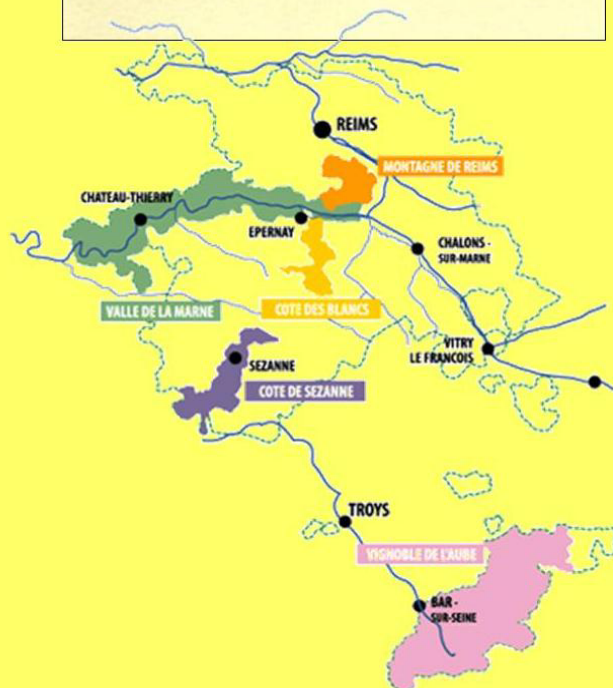 REIMS
MONTAGNE DE REIMS
CHATEAU-THIERRY
EPERNAY
CHALONS -
SUR-MARNE
VALLE DE LA MARNE
COTE DES BLANCS
VITRY
LE FRANCOIS
SEZANNE
COTE DE SEZANNE
TROYS
VIGNOBLE DE L'AUBE
BAR -
SUR-SEINE